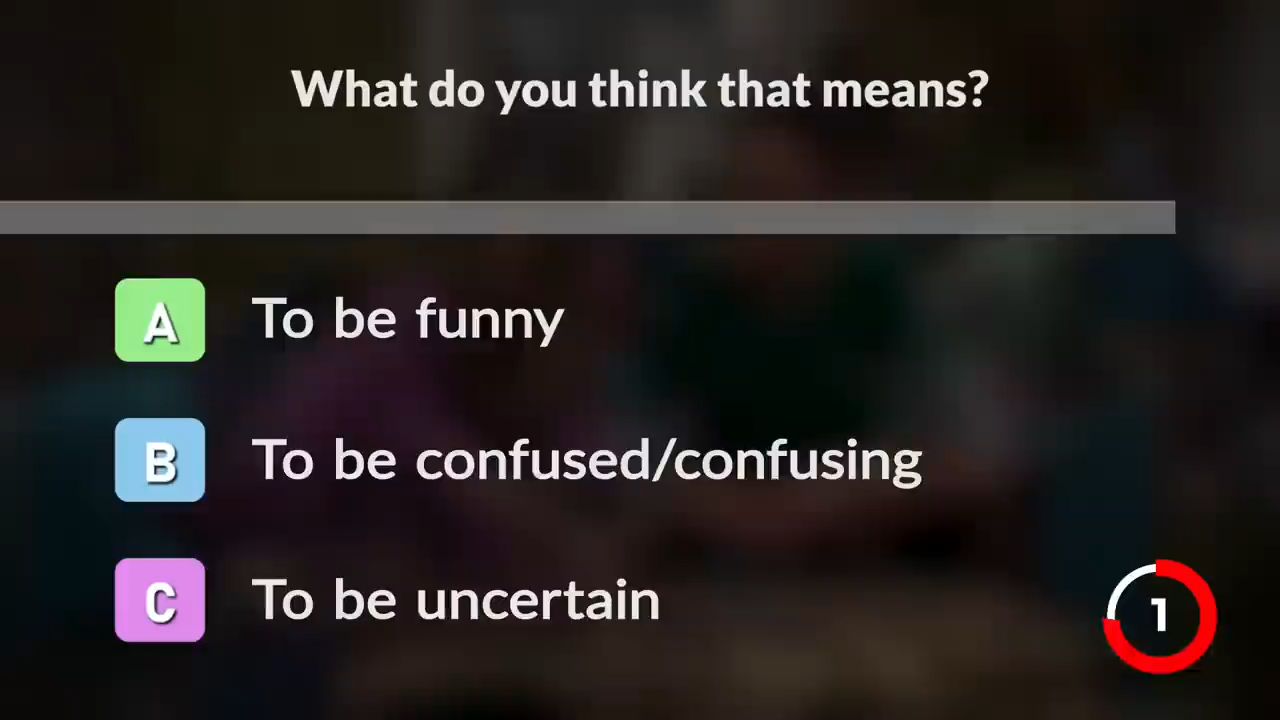 What do you think that means?
A To be funny
B To be confused/confusing
C To be uncertain
1